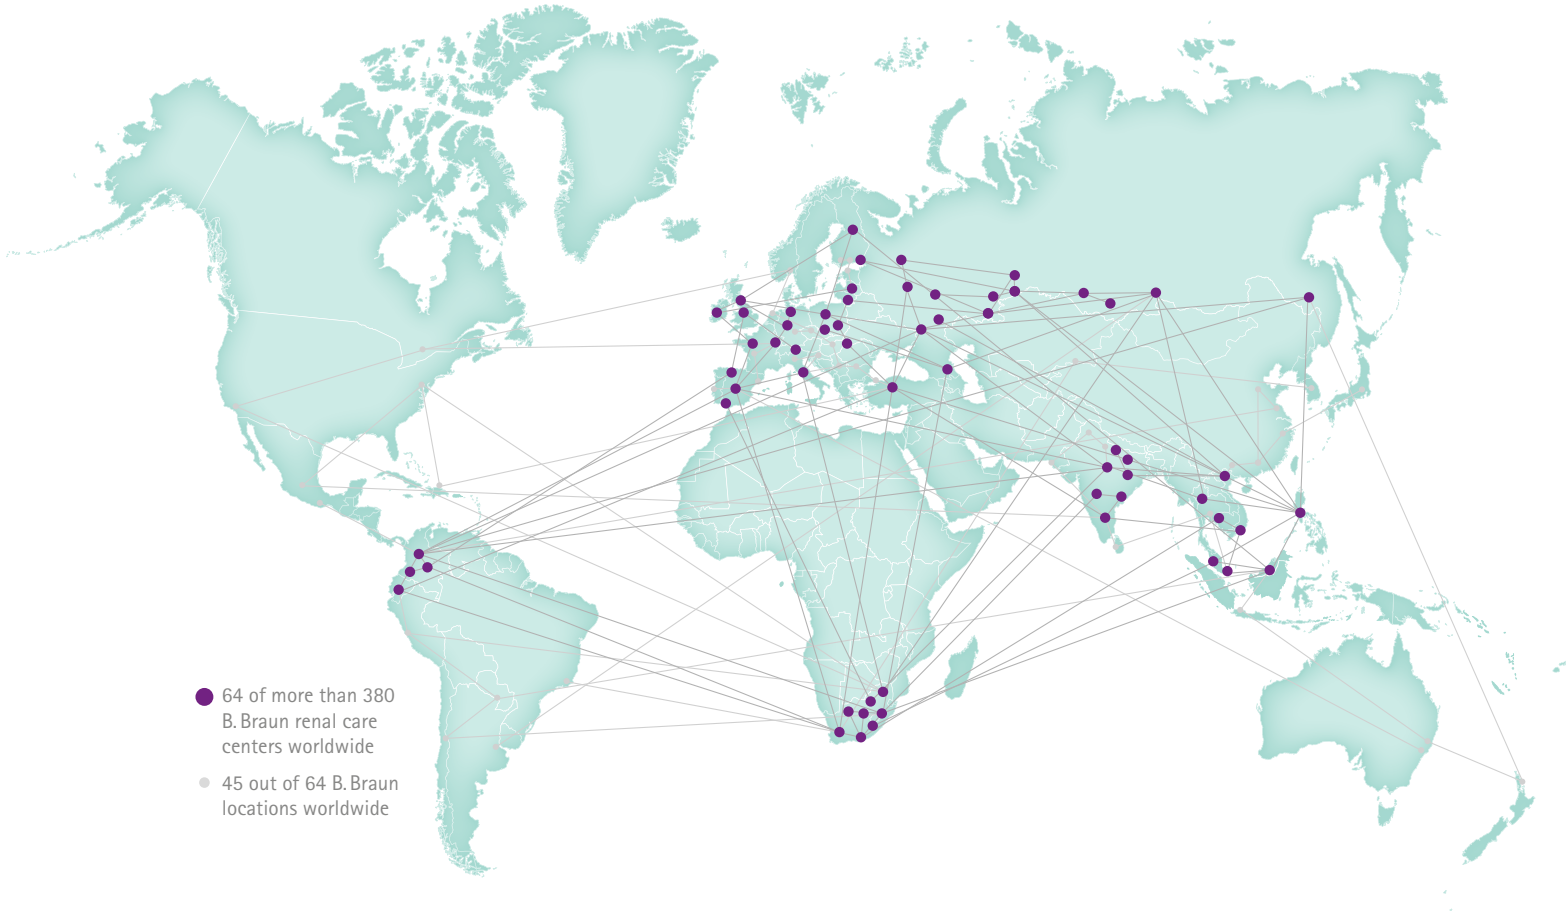 64 of more than 380
B. Braun renal care
centers worldwide
45 out of 64 B. Braun
locations worldwide